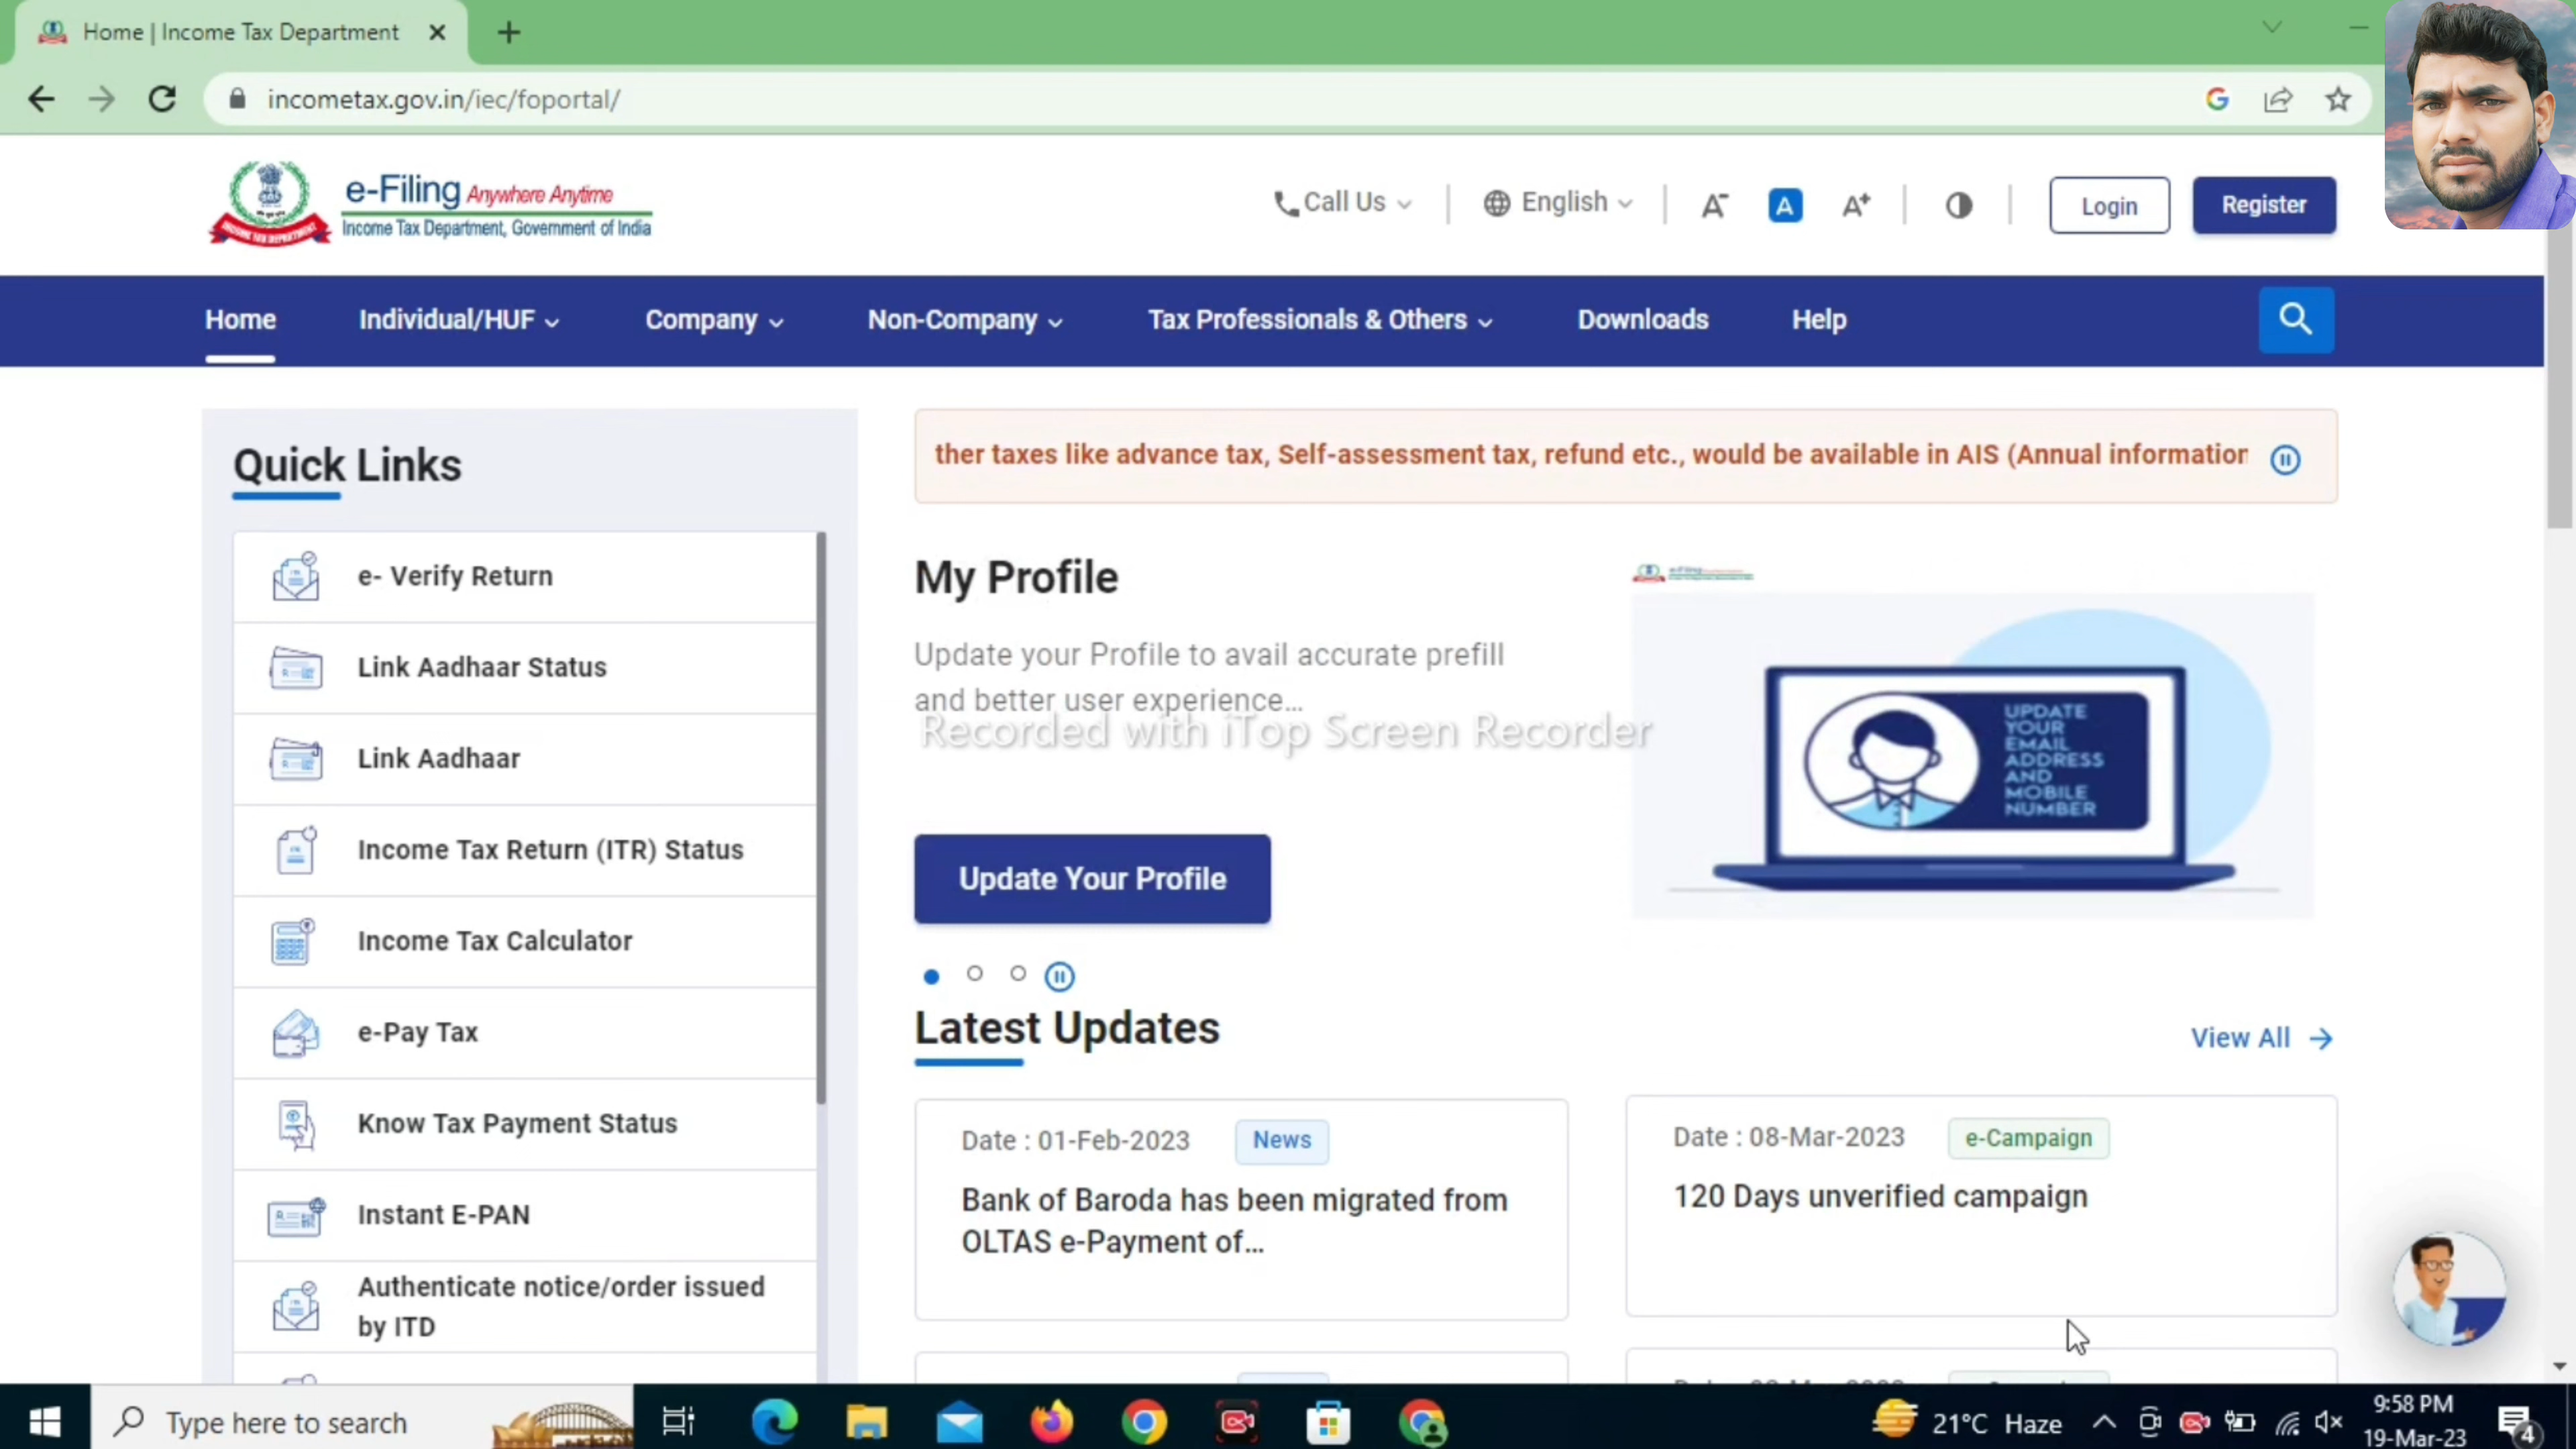 Home | Income Tax Department
incometax.gov.in/iec/foportal/
e-Filing Anywhere Anytime
Income Tax Department, Government of India
Call Us
English
A-
A
A+
Login
Register
Home
Individual/HUF
Company
Non-Company
Tax Professionals & Others
Downloads
Help
Quick Links
e- Verify Return
Link Aadhaar Status
Link Aadhaar
Income Tax Return (ITR) Status
Income Tax Calculator
e-Pay Tax
Know Tax Payment Status
Instant E-PAN
Authenticate notice/order issued
by ITD
ther taxes like advance tax, Self-assessment tax, refund etc., would be available in AIS (Annual information
My Profile
Update your Profile to avail accurate prefill
and better user experience...
Recorded with iTop Screen Recorder
UPDATE
YOUR
EMAIL
ADDRESS
AND
MOBILE
NUMBER
Update Your Profile
Latest Updates
View All
Date : 01-Feb-2023 News
Bank of Baroda has been migrated from
OLTAS e-Payment of...
Date : 08-Mar-2023 e-Campaign
120 Days unverified campaign
Type here to search
21°C Haze
9:58 PM
19-Mar-23
4